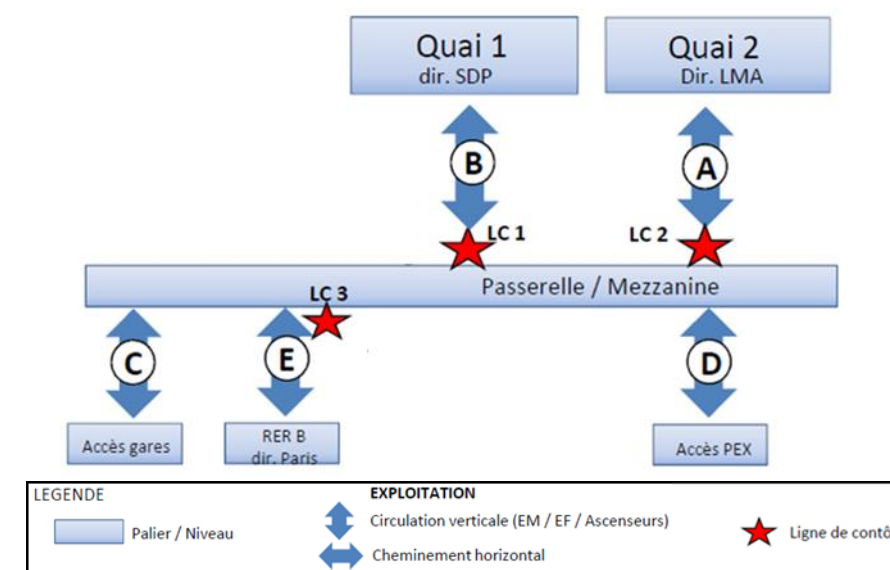 Quai 1
dir. SDP
Quai 2
Dir. LMA
B
A
LC 1
LC 2
Passerelle / Mezzanine
LC 3
C
E
D
Accès gares
RER B
dir. Paris
Accès PEX
LEGENDE
EXPLOITATION
Palier / Niveau
Circulation verticale (EM / EF / Ascenseurs)
Cheminement horizontal
Ligne de contô